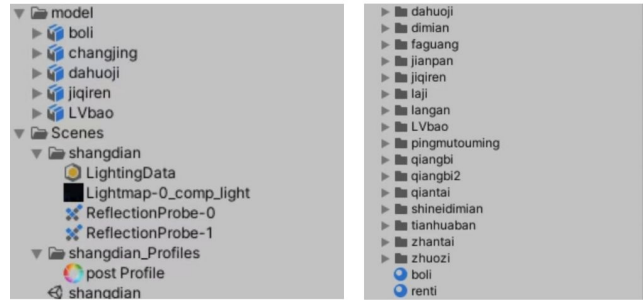 model
boli
changjing
dahuoji
jiqiren
LVbao
Scenes
shangdian
LightingData
Lightmap-0_comp_light
ReflectionProbe-0
ReflectionProbe-1
shangdian_Profiles
post Profile
shangdian
dahuoji
dimian
faguang
jianpan
jiqiren
laji
langan
LVbao
pingmutouming
qiangbi
qiangbi2
qiantai
shineidimian
tianhuaban
zhantai
zhuozi
boli
renti